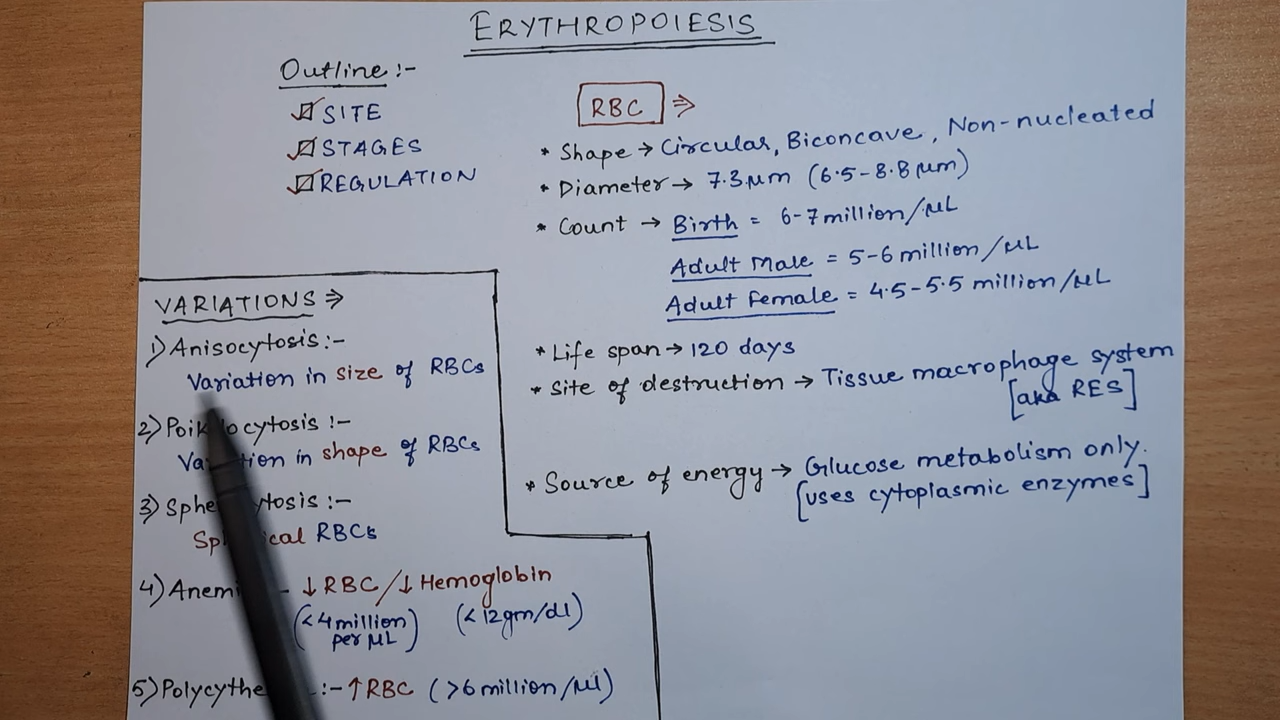 ERYTHROPOIESIS
Outline :-
SITE
STAGES
REGULATION
RBC ⇒
* Shape → Circular, Biconcave, Non-nucleated
* Diameter → 7.3 μm (6.5-8.8 μm)
* Count → Birth = 6-7 million/μL
Adult Male = 5-6 million/μL
Adult Female = 4.5-5.5 million/μL
* Life span → 120 days
* Site of destruction → Tissue macrophage system
[aka RES]
* Source of energy → Glucose metabolism only.
[uses cytoplasmic enzymes]
VARIATIONS ⇒
1) Anisocytosis :-
Variation in size of RBCs
2) :-
in shape of RBCs
3) :-
RBCs
4) - ↓ RBC/↓ Hemoglobin
(<4 million per μL) (<12gm/dl)
5) :- ↑ RBC (>6 million/μl)